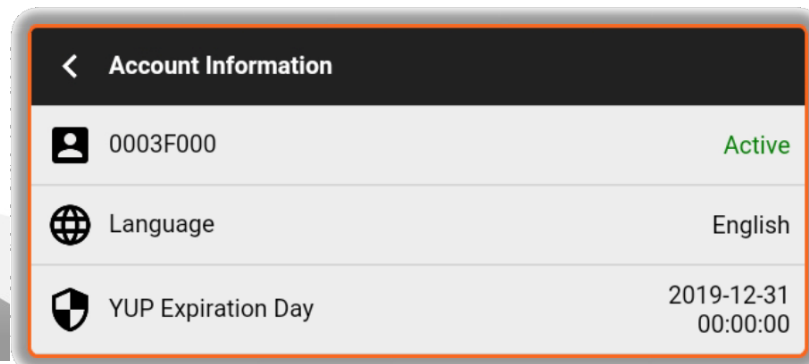 Account Information
0003F000 Active
Language English
YUP Expiration Day 2019-12-31
00:00:00